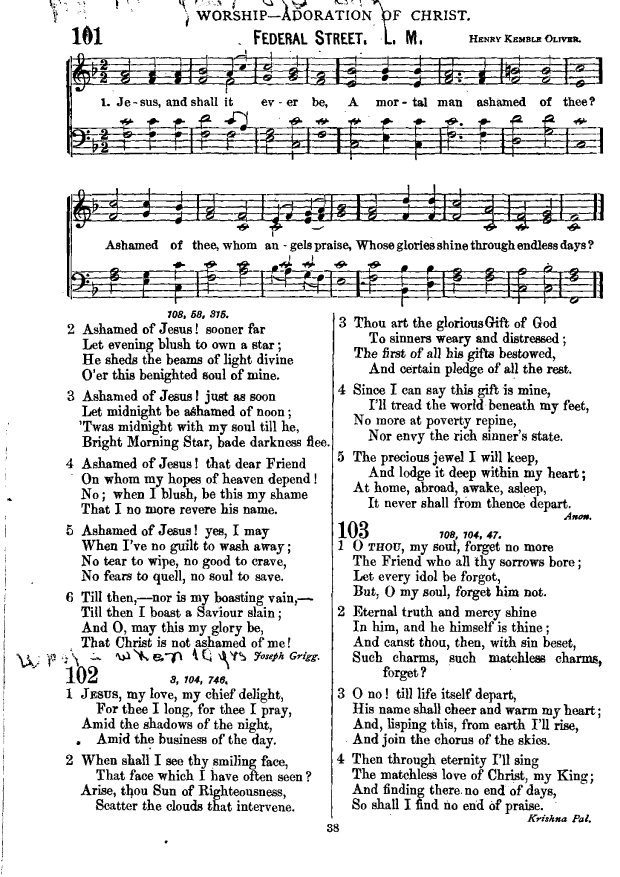 WORSHIP—ADORATION OF CHRIST.
101
FEDERAL STREET. L. M.
HENRY KEMBLE OLIVER.
1. Je-sus, and shall it ev-er be, A mor-tal man ashamed of thee?
Ashamed of thee, whom an-gels praise, Whose glories shine through endless days?
108, 58, 315.
2 Ashamed of Jesus! sooner far
Let evening blush to own a star;
He sheds the beams of light divine
O'er this benighted soul of mine.
3 Ashamed of Jesus! just as soon
Let midnight be ashamed of noon;
'Twas midnight with my soul till he,
Bright Morning Star, bade darkness flee.
4 Ashamed of Jesus! that dear Friend
On whom my hopes of heaven depend!
No; when I blush, be this my shame
That I no more revere his name.
5 Ashamed of Jesus! yes, I may
When I've no guilt to wash away;
No tear to wipe, no good to crave,
No fears to quell, no soul to save.
6 Till then,—nor is my boasting vain,—
Till then I boast a Saviour slain;
And O, may this my glory be,
That Christ is not ashamed of me!
when 10 yrs
Joseph Grigg.
102
3, 104, 746.
1 JESUS, my love, my chief delight,
For thee I long, for thee I pray,
Amid the shadows of the night,
Amid the business of the day.
2 When shall I see thy smiling face,
That face which I have often seen?
Arise, thou Sun of Righteousness,
Scatter the clouds that intervene.
3 Thou art the glorious Gift of God
To sinners weary and distressed;
The first of all his gifts bestowed,
And certain pledge of all the rest.
4 Since I can say this gift is mine,
I'll tread the world beneath my feet,
No more at poverty repine,
Nor envy the rich sinner's state.
5 The precious jewel I will keep,
And lodge it deep within my heart;
At home, abroad, awake, asleep,
It never shall from thence depart.
Anon.
103
108, 104, 47.
1 O THOU, my soul, forget no more
The Friend who all thy sorrows bore;
Let every idol be forgot,
But, O my soul, forget him not.
2 Eternal truth and mercy shine
In him, and he himself is thine;
And canst thou, then, with sin beset,
Such charms, such matchless charms,
forget?
3 O no! till life itself depart,
His name shall cheer and warm my heart;
And, lisping this, from earth I'll rise,
And join the chorus of the skies.
4 Then through eternity I'll sing
The matchless love of Christ, my King;
And finding there no end of days,
So shall I find no end of praise.
Krishna Pal.
38